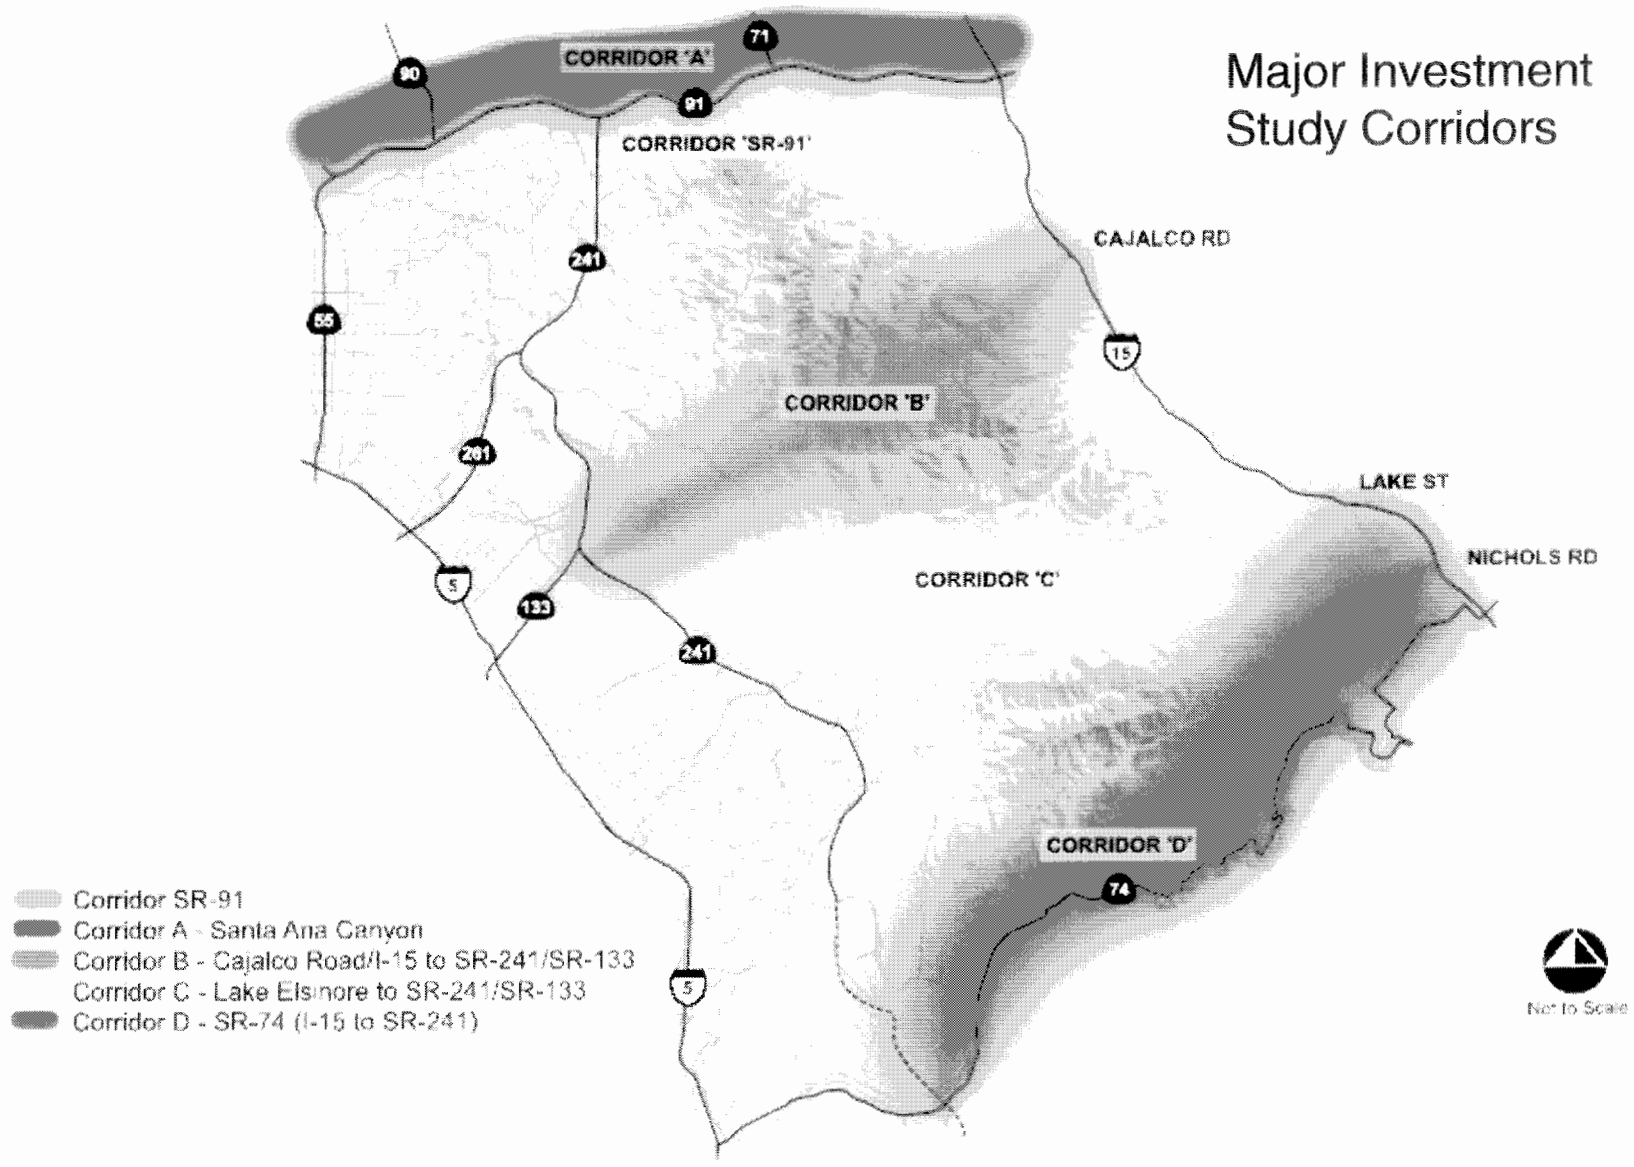 Major Investment
Study Corridors
71
CORRIDOR 'A'
90
91
CORRIDOR 'SR-91'
CAJALCO RD
241
55
15
CORRIDOR 'B'
261
LAKE ST
NICHOLS RD
CORRIDOR 'C'
5
133
241
CORRIDOR 'D'
74
Corridor SR-91
Corridor A - Santa Ana Canyon
Corridor B - Cajalco Road/I-15 to SR-241/SR-133
Corridor C - Lake Elsinore to SR-241/SR-133
Corridor D - SR-74 (I-15 to SR-241)
5
Not to Scale